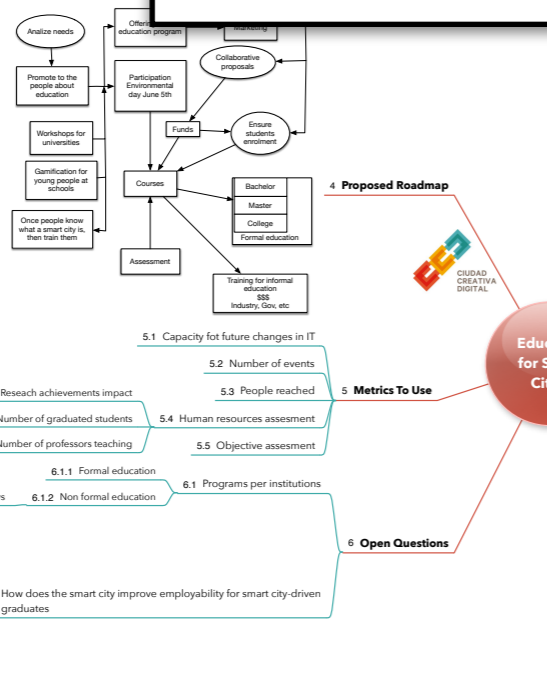 Analize needs
education program
Promote to the
people about
education
Participation
Environmental
day June 5th
Collaborative
proposals
Workshops for
universities
Funds
Ensure
students
enrolment
Gamification for
young people at
schools
Courses
Bachelor
Master
College
Formal education
Once people know
what a smart city is,
then train them
Assessment
Training for informal
education
$$$
Industry, Gov, etc
4 Proposed Roadmap
CIUDAD
CREATIVA
DIGITAL
5.1 Capacity fot future changes in IT
5.2 Number of events
5.3 People reached
5 Metrics To Use
Reseach achievements impact
Number of graduated students
Number of professors teaching
5.4 Human resources assesment
5.5 Objective assesment
6.1.1 Formal education
6.1.2 Non formal education
6.1 Programs per institutions
6 Open Questions
How does the smart city improve employability for smart city-driven
graduates
for S